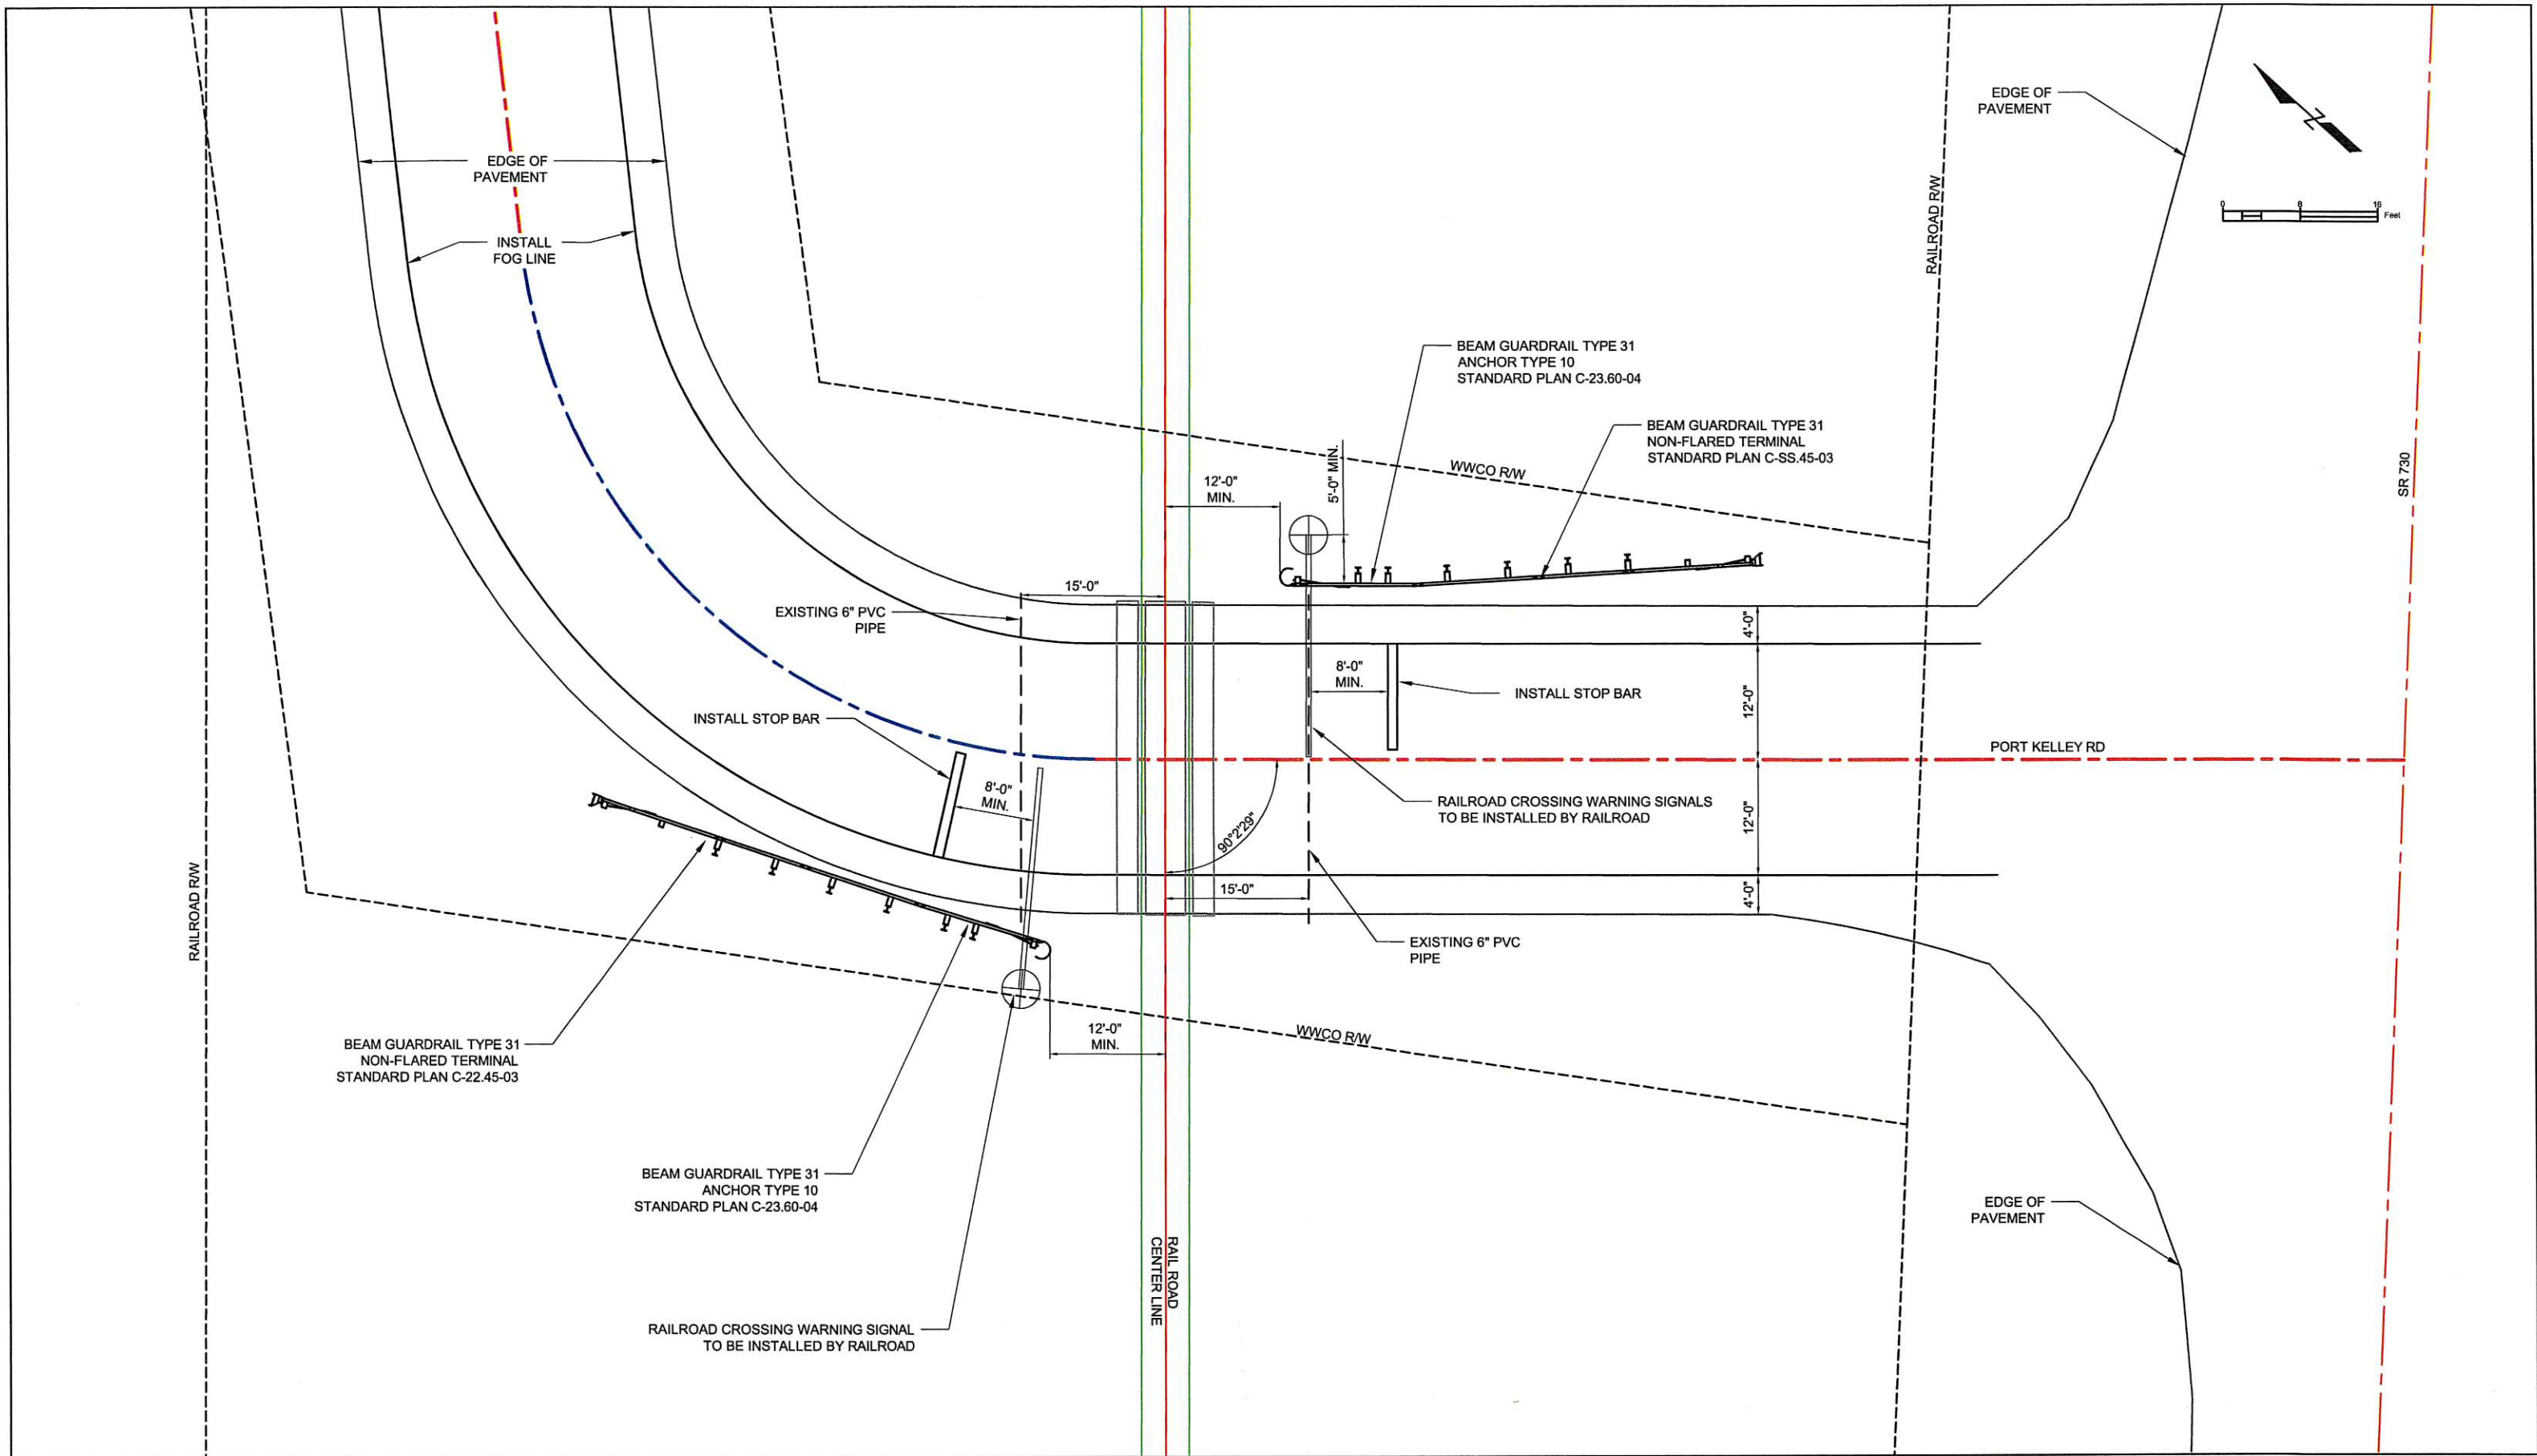 EDGE OF
PAVEMENT
N
0 8 16
Feet
EDGE OF
PAVEMENT
RAILROAD R/W
INSTALL
FOG LINE
BEAM GUARDRAIL TYPE 31
ANCHOR TYPE 10
STANDARD PLAN C-23.60-04
BEAM GUARDRAIL TYPE 31
NON-FLARED TERMINAL
STANDARD PLAN C-SS.45-03
WWCO R/W
SR 730
12'-0"
MIN.
5'-0" MIN.
15'-0"
EXISTING 6" PVC
PIPE
4'-0"
8'-0"
MIN.
INSTALL STOP BAR
12'-0"
INSTALL STOP BAR
PORT KELLEY RD
8'-0"
MIN.
RAILROAD CROSSING WARNING SIGNALS
TO BE INSTALLED BY RAILROAD
12'-0"
90°2'29"
15'-0"
4'-0"
RAILROAD R/W
EXISTING 6" PVC
PIPE
12'-0"
MIN.
WWCO R/W
BEAM GUARDRAIL TYPE 31
NON-FLARED TERMINAL
STANDARD PLAN C-22.45-03
BEAM GUARDRAIL TYPE 31
ANCHOR TYPE 10
STANDARD PLAN C-23.60-04
EDGE OF
PAVEMENT
RAIL ROAD
CENTER LINE
RAILROAD CROSSING WARNING SIGNAL
TO BE INSTALLED BY RAILROAD